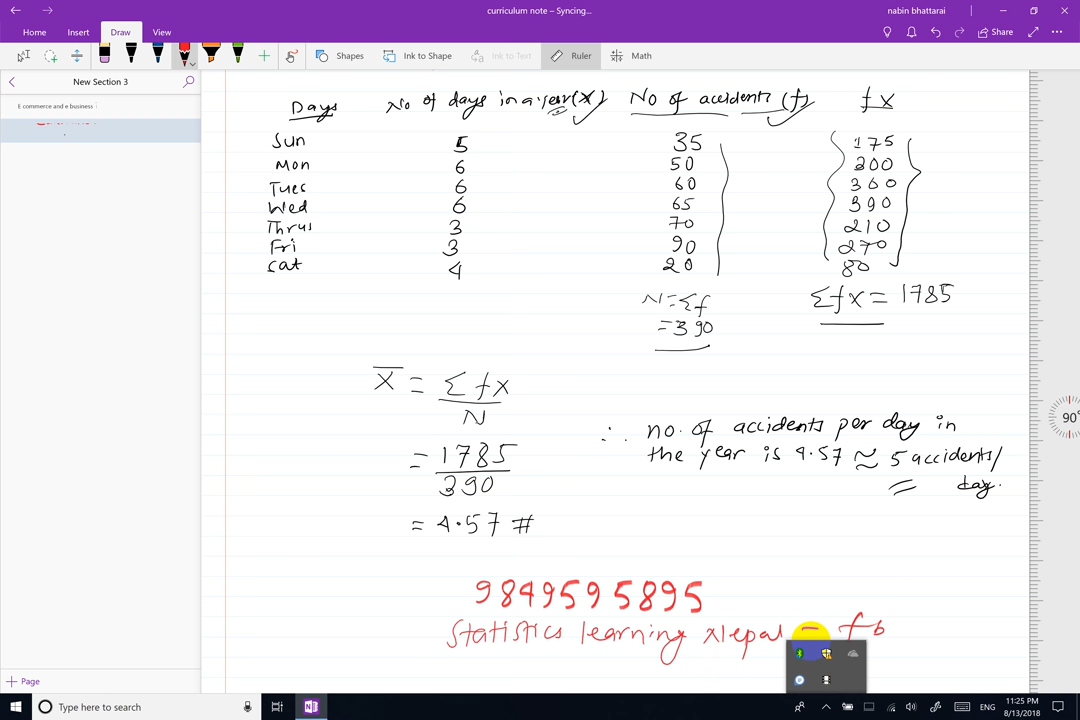 curriculum note - Syncing...
nabin bhattarai
Home Insert Draw View
Share
Shapes Ink to Shape Ink to Text Ruler Math
New Section 3
E commerce and e business
Days No of days in a year (x) No of accidents (f) fx
Sun 5 35 175
Mon 6 50 300
Tues 6 60 360
Wed 6 65 390
Thrus 3 70 210
Fri 3 90 270
Sat 4 20 80
N = Σf Σfx = 1785
= 390
X̅ = Σfx
N
= 1785
390
= 4.57 #
∴ no. of accidents per day in
the year is 4.57 ≈ 5 accidents/
day.
90°
9849595895
Statistics learning Nepal - fb
+ Page
Type here to search
ENG
11:25 PM
8/13/2018